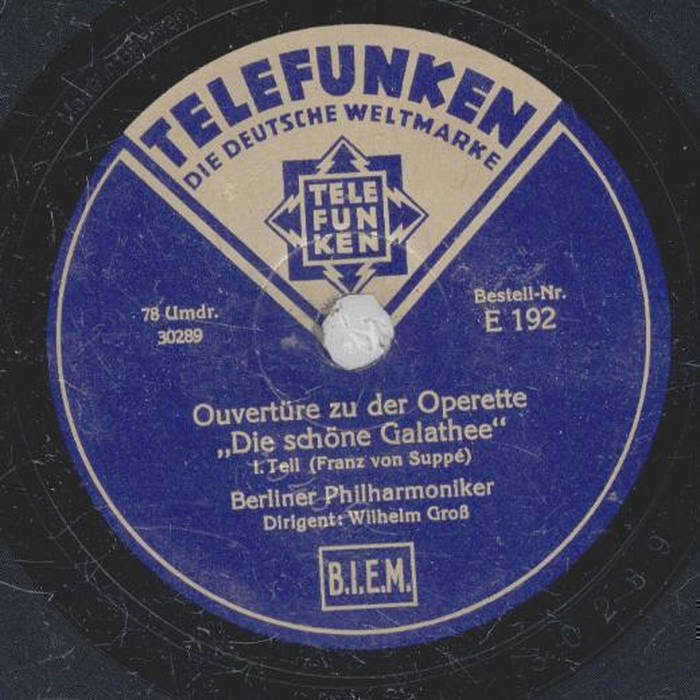 TELEFUNKEN
DIE DEUTSCHE WELTMARKE
TELE
FUN
KEN
78 Umdr.
30289
Bestell-Nr.
E 192
Ouvertüre zu der Operette
„Die schöne Galathee“
I. Teil (Franz von Suppé)
Berliner Philharmoniker
Dirigent: Wilhelm Groß
B.I.E.M.
30289